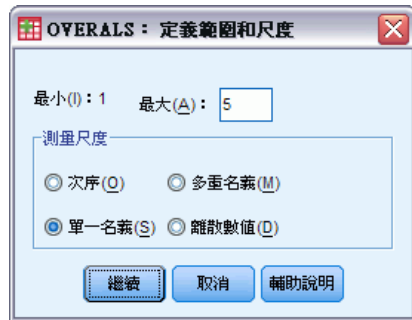 OVERALS： 定義範圍和尺度
最小(I)：1 最大(A)： 5
測量尺度
次序(O) 多重名義(M)
單一名義(S) 離散數值(D)
繼續 取消 輔助說明